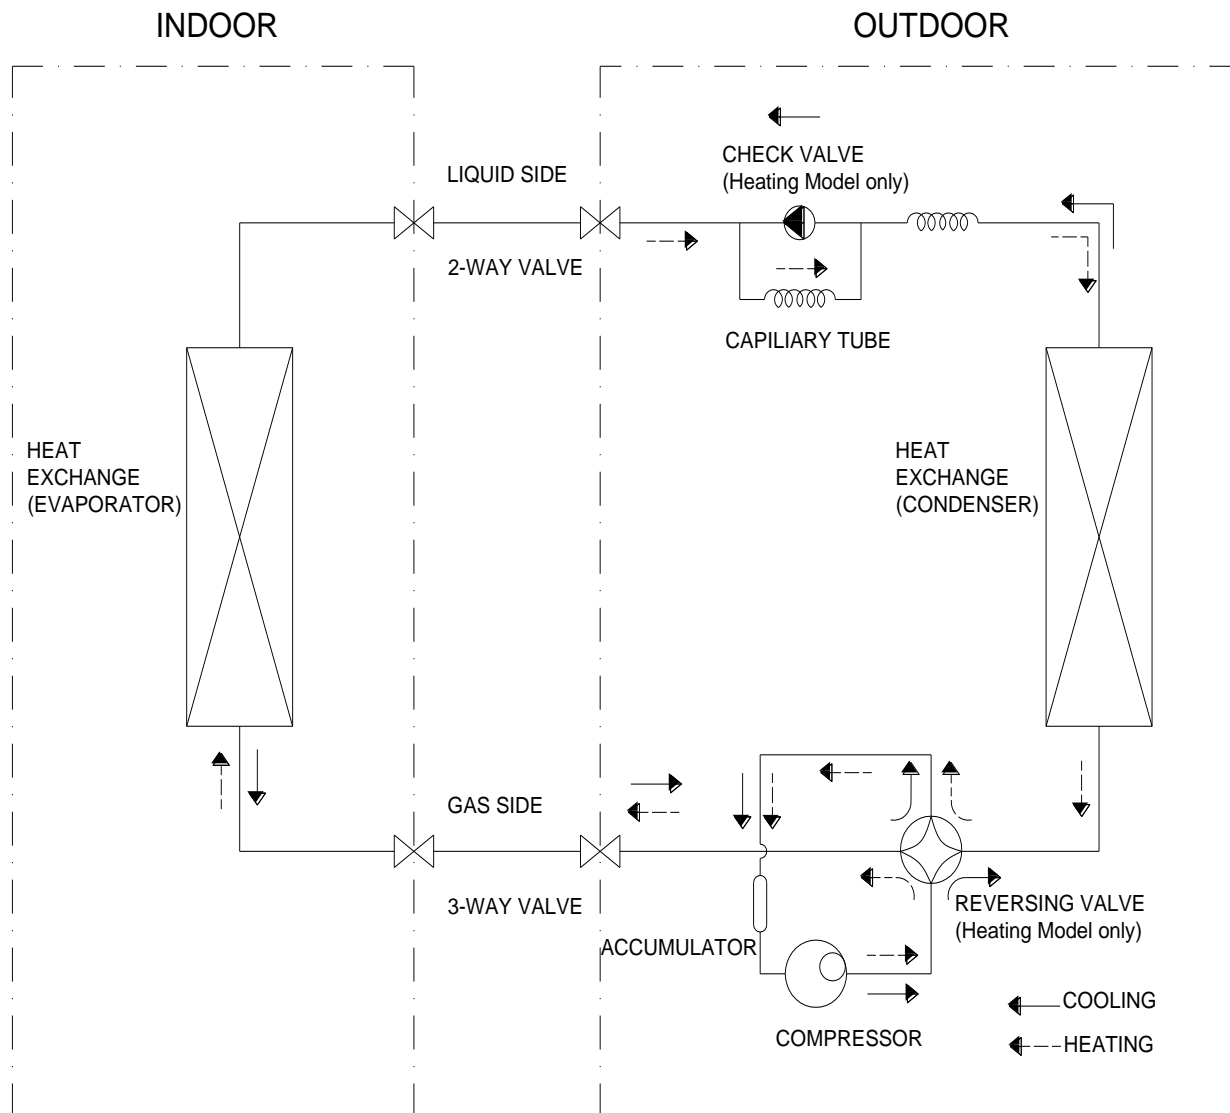 INDOOR
OUTDOOR
CHECK VALVE
(Heating Model only)
LIQUID SIDE
2-WAY VALVE
CAPILIARY TUBE
HEAT
EXCHANGE
(EVAPORATOR)
HEAT
EXCHANGE
(CONDENSER)
GAS SIDE
3-WAY VALVE
REVERSING VALVE
(Heating Model only)
ACCUMULATOR
COMPRESSOR
COOLING
HEATING